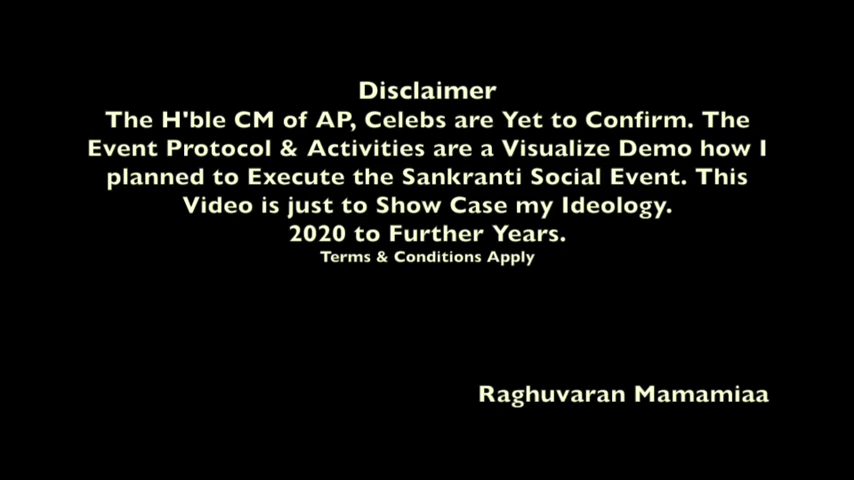 Disclaimer
The H'ble CM of AP, Celebs are Yet to Confirm. The
Event Protocol & Activities are a Visualize Demo how I
planned to Execute the Sankranti Social Event. This
Video is just to Show Case my Ideology.
2020 to Further Years.
Terms & Conditions Apply
Raghuvaran Mamamiaa